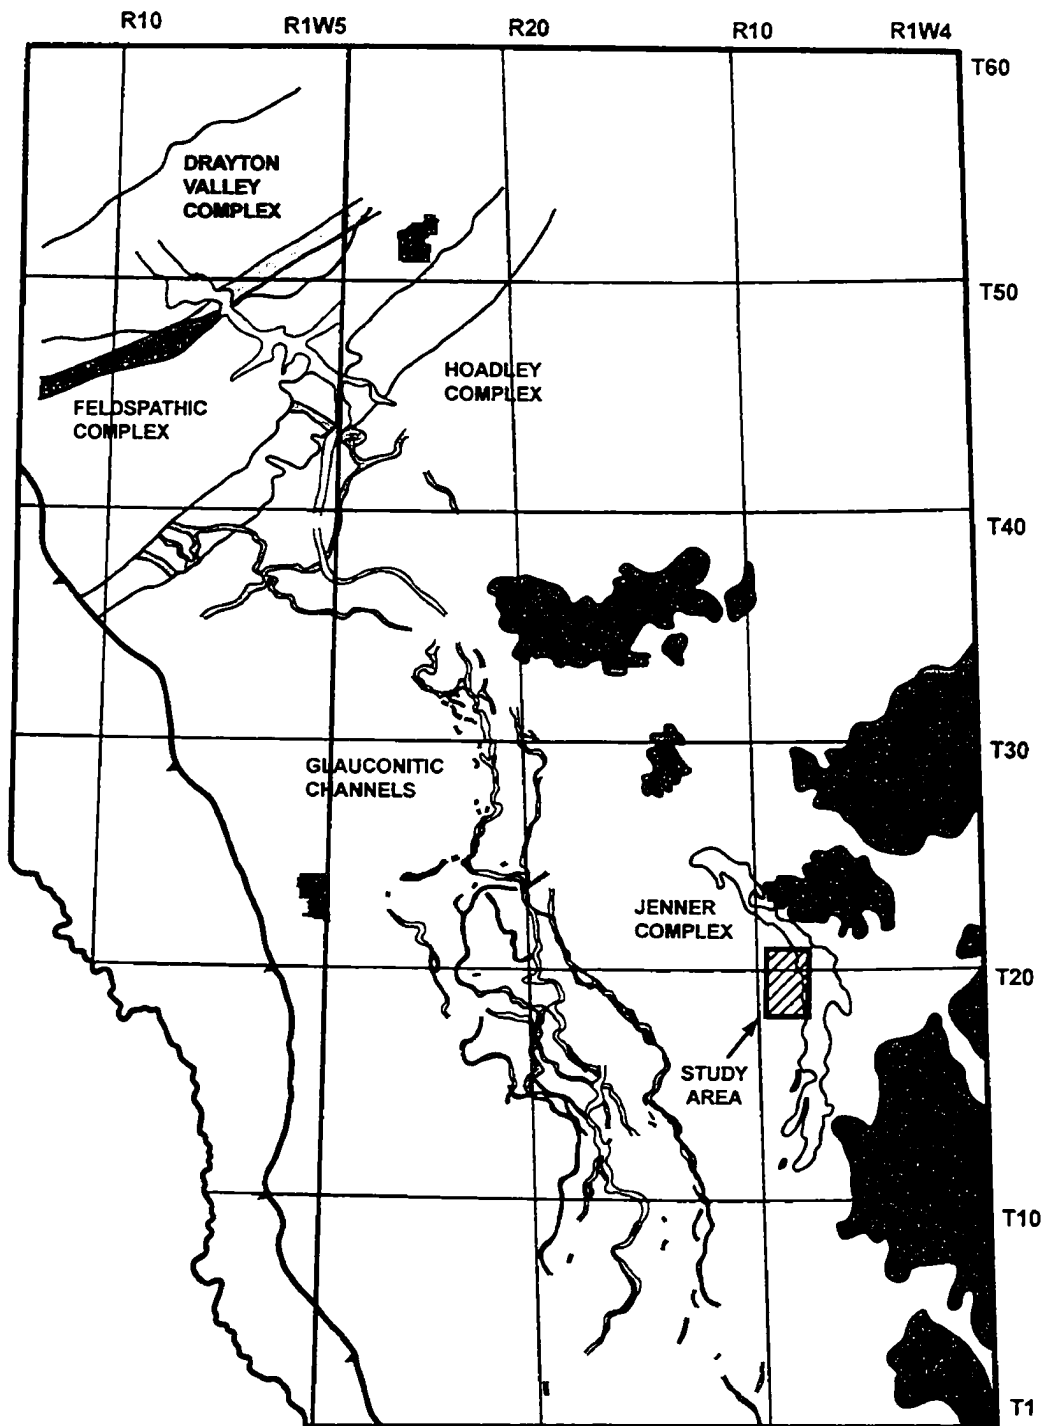 R10 R1W5 R20 R10 R1W4
T60
DRAYTON
VALLEY
COMPLEX
T50
HOADLEY
COMPLEX
FELDSPATHIC
COMPLEX
T40
T30
GLAUCONITIC
CHANNELS
JENNER
COMPLEX
T20
STUDY
AREA
T10
T1